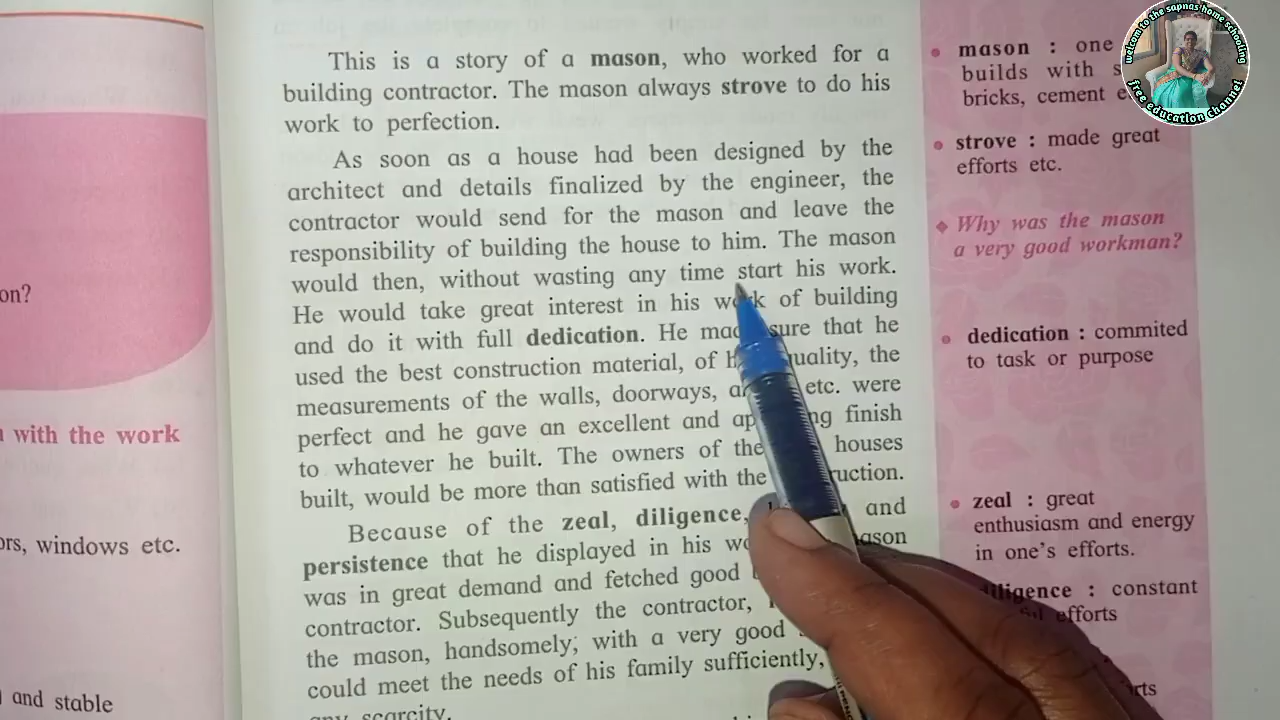 This is a story of a mason, who worked for a
building contractor. The mason always strove to do his
work to perfection.
As soon as a house had been designed by the
architect and details finalized by the engineer, the
contractor would send for the mason and leave the
responsibility of building the house to him. The mason
would then, without wasting any time start his work.
He would take great interest in his work of building
and do it with full dedication. He made sure that he
used the best construction material, of quality, the
measurements of the walls, doorways, etc. were
perfect and he gave an excellent and finish
to whatever he built. The owners of the houses
built, would be more than satisfied with the
Because of the zeal, diligence, and
persistence that he displayed in his mason
was in great demand and fetched good
contractor. Subsequently the contractor,
the mason, handsomely; with a very good
could meet the needs of his family sufficiently,
any scarcity.
mason : one
builds with
bricks, cement
strove : made great
efforts etc.
Why was the mason
a very good workman?
dedication : commited
to task or purpose
zeal : great
enthusiasm and energy
in one's efforts.
diligence : constant
efforts
on?
with the work
ors, windows etc.
and stable
welcom to the sapnas home schooling
free education channel